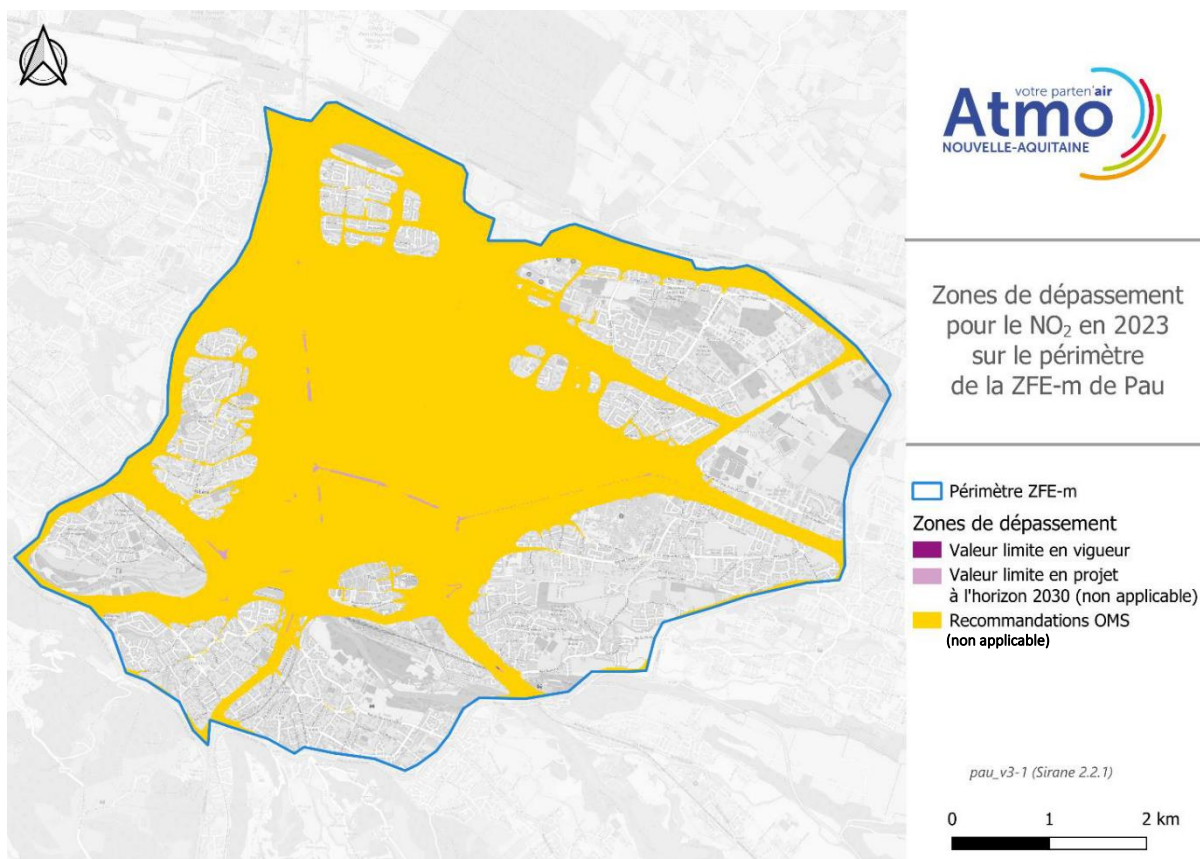 votre parten'air
Atmo
NOUVELLE-AQUITAINE
Zones de dépassement
pour le NO₂ en 2023
sur le périmètre
de la ZFE-m de Pau
Périmètre ZFE-m
Zones de dépassement
Valeur limite en vigueur
Valeur limite en projet
à l'horizon 2030 (non applicable)
Recommandations OMS
(non applicable)
pau_v3-1 (Sirane 2.2.1)
0 1 2 km